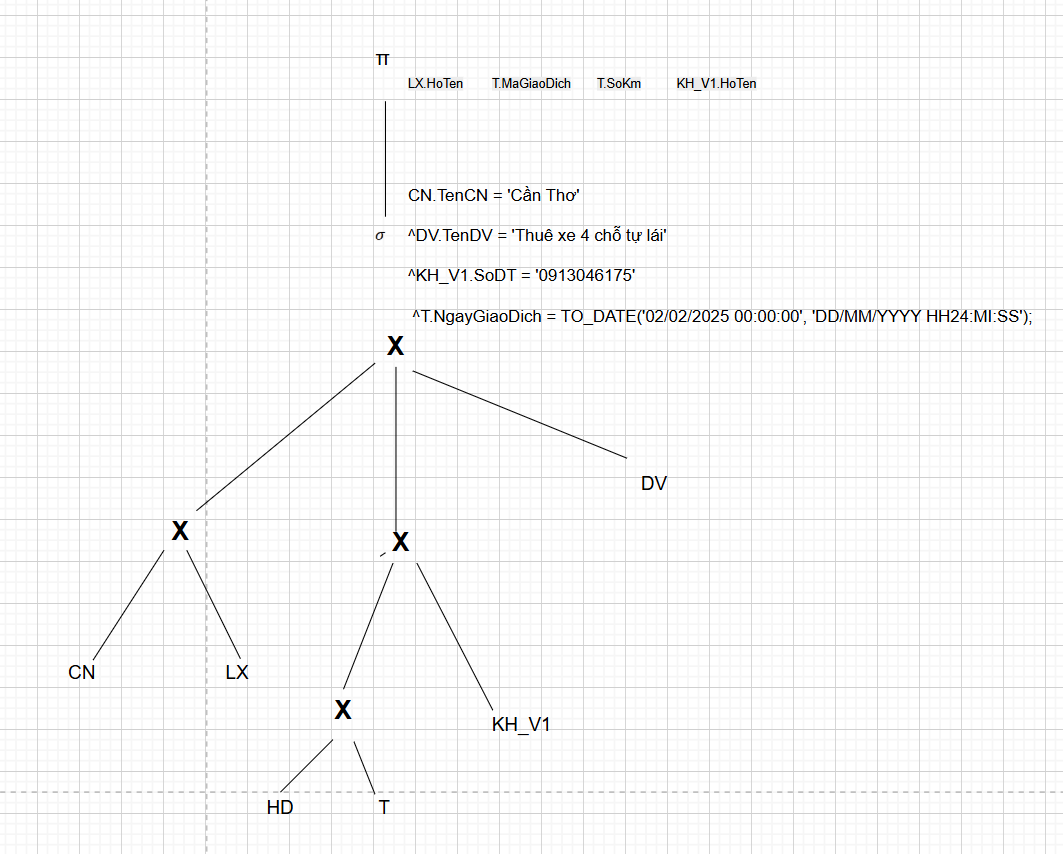 π
LX.HoTen T.MaGiaoDich T.SoKm KH_V1.HoTen
CN.TenCN = 'Cần Thơ'
σ ^DV.TenDV = 'Thuê xe 4 chỗ tự lái'
^KH_V1.SoDT = '0913046175'
^T.NgayGiaoDich = TO_DATE('02/02/2025 00:00:00', 'DD/MM/YYYY HH24:MI:SS');
X
DV
X X
CN LX
X KH_V1
HD T